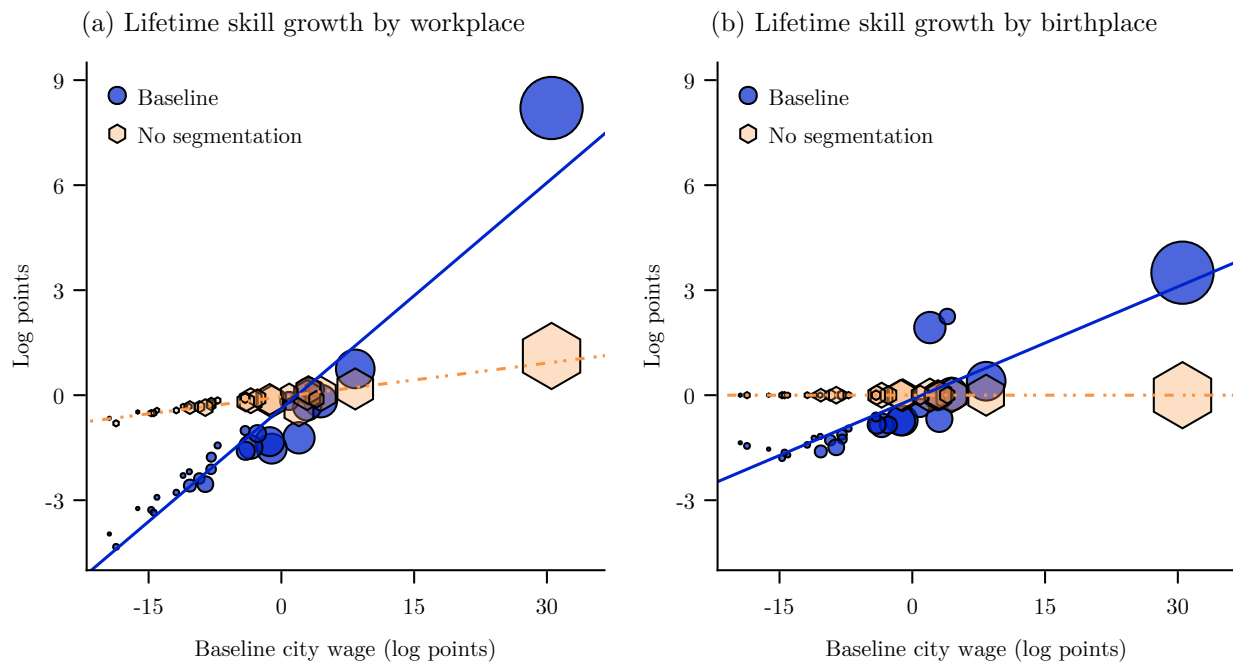 (a) Lifetime skill growth by workplace
9
6
3
0
-3
Log points
Baseline
No segmentation
-15
0
15
30
Baseline city wage (log points)
(b) Lifetime skill growth by birthplace
9
6
3
0
-3
Log points
Baseline
No segmentation
-15
0
15
30
Baseline city wage (log points)